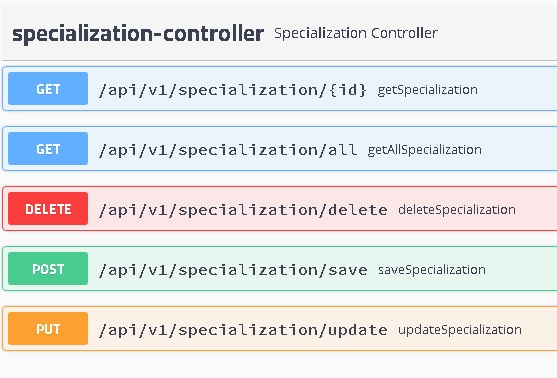 specialization-controller Specialization Controller
GET /api/v1/specialization/{id} getSpecialization
GET /api/v1/specialization/all getAllSpecialization
DELETE /api/v1/specialization/delete deleteSpecialization
POST /api/v1/specialization/save saveSpecialization
PUT /api/v1/specialization/update updateSpecialization